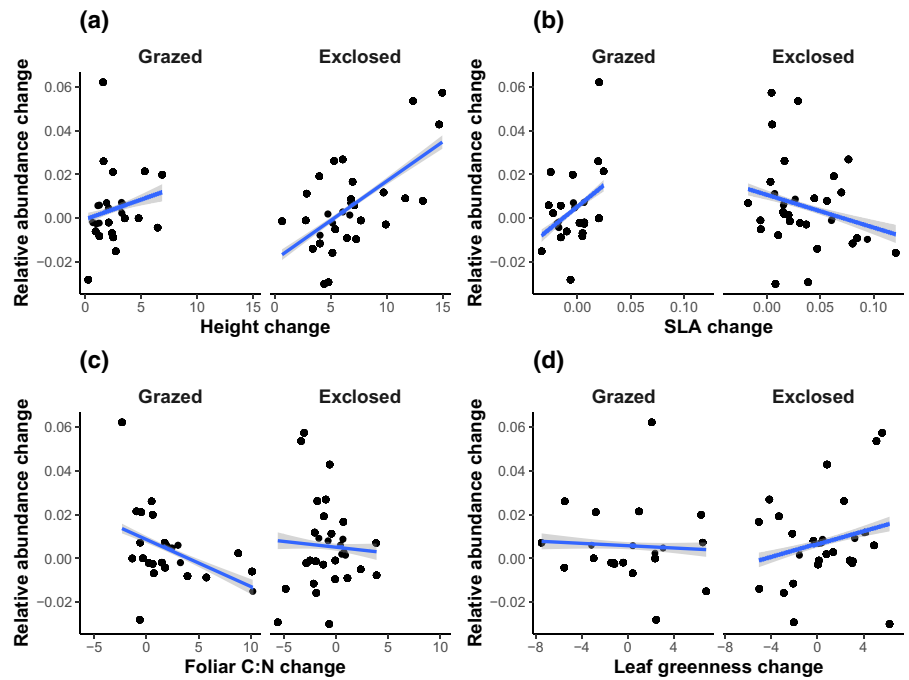 (a)
Grazed
Exclosed
Relative abundance change
0.06
0.04
0.02
0.00
−0.02
0
5
10
15
0
5
10
15
Height change
(b)
Grazed
Exclosed
Relative abundance change
0.06
0.04
0.02
0.00
−0.02
0.00
0.05
0.10
0.00
0.05
0.10
SLA change
(c)
Grazed
Exclosed
Relative abundance change
0.06
0.04
0.02
0.00
−0.02
−5
0
5
10
−5
0
5
10
Foliar C:N change
(d)
Grazed
Exclosed
Relative abundance change
0.06
0.04
0.02
0.00
−0.02
−8
−4
0
4
−8
−4
0
4
Leaf greenness change